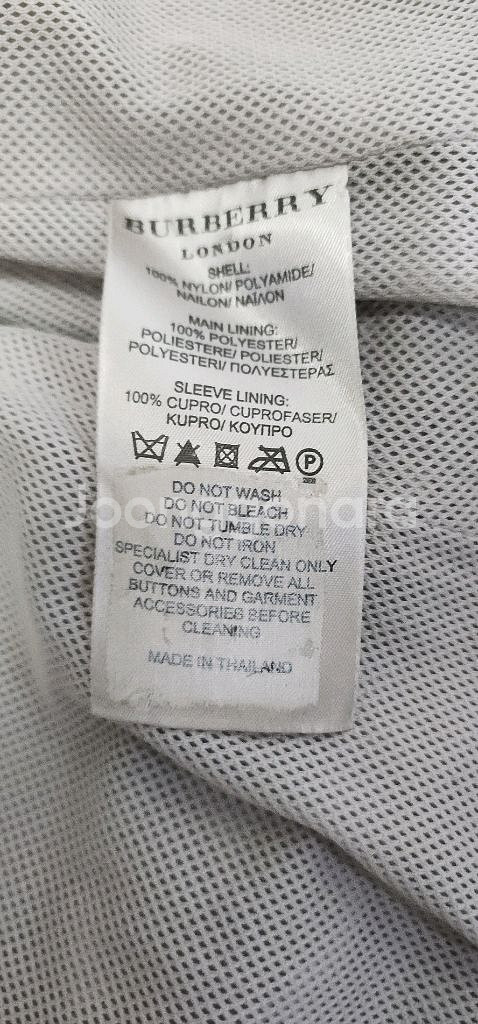 BURBERRY
LONDON
SHELL:
100% NYLON/ POLYAMIDE/
NAILON/ ΝΑΪΛΟΝ
MAIN LINING:
100% POLYESTER/
POLIESTERE/ POLIESTER/
POLYESTERI/ ΠΟΛΥΕΣΤΕΡΑΣ
SLEEVE LINING:
100% CUPRO/ CUPROFASER/
KUPRO/ ΚΟΥΠΡΟ
P
DO NOT WASH
DO NOT BLEACH
DO NOT TUMBLE DRY
DO NOT IRON
SPECIALIST DRY CLEAN ONLY
COVER OR REMOVE ALL
BUTTONS AND GARMENT
ACCESSORIES BEFORE
CLEANING
MADE IN THAILAND